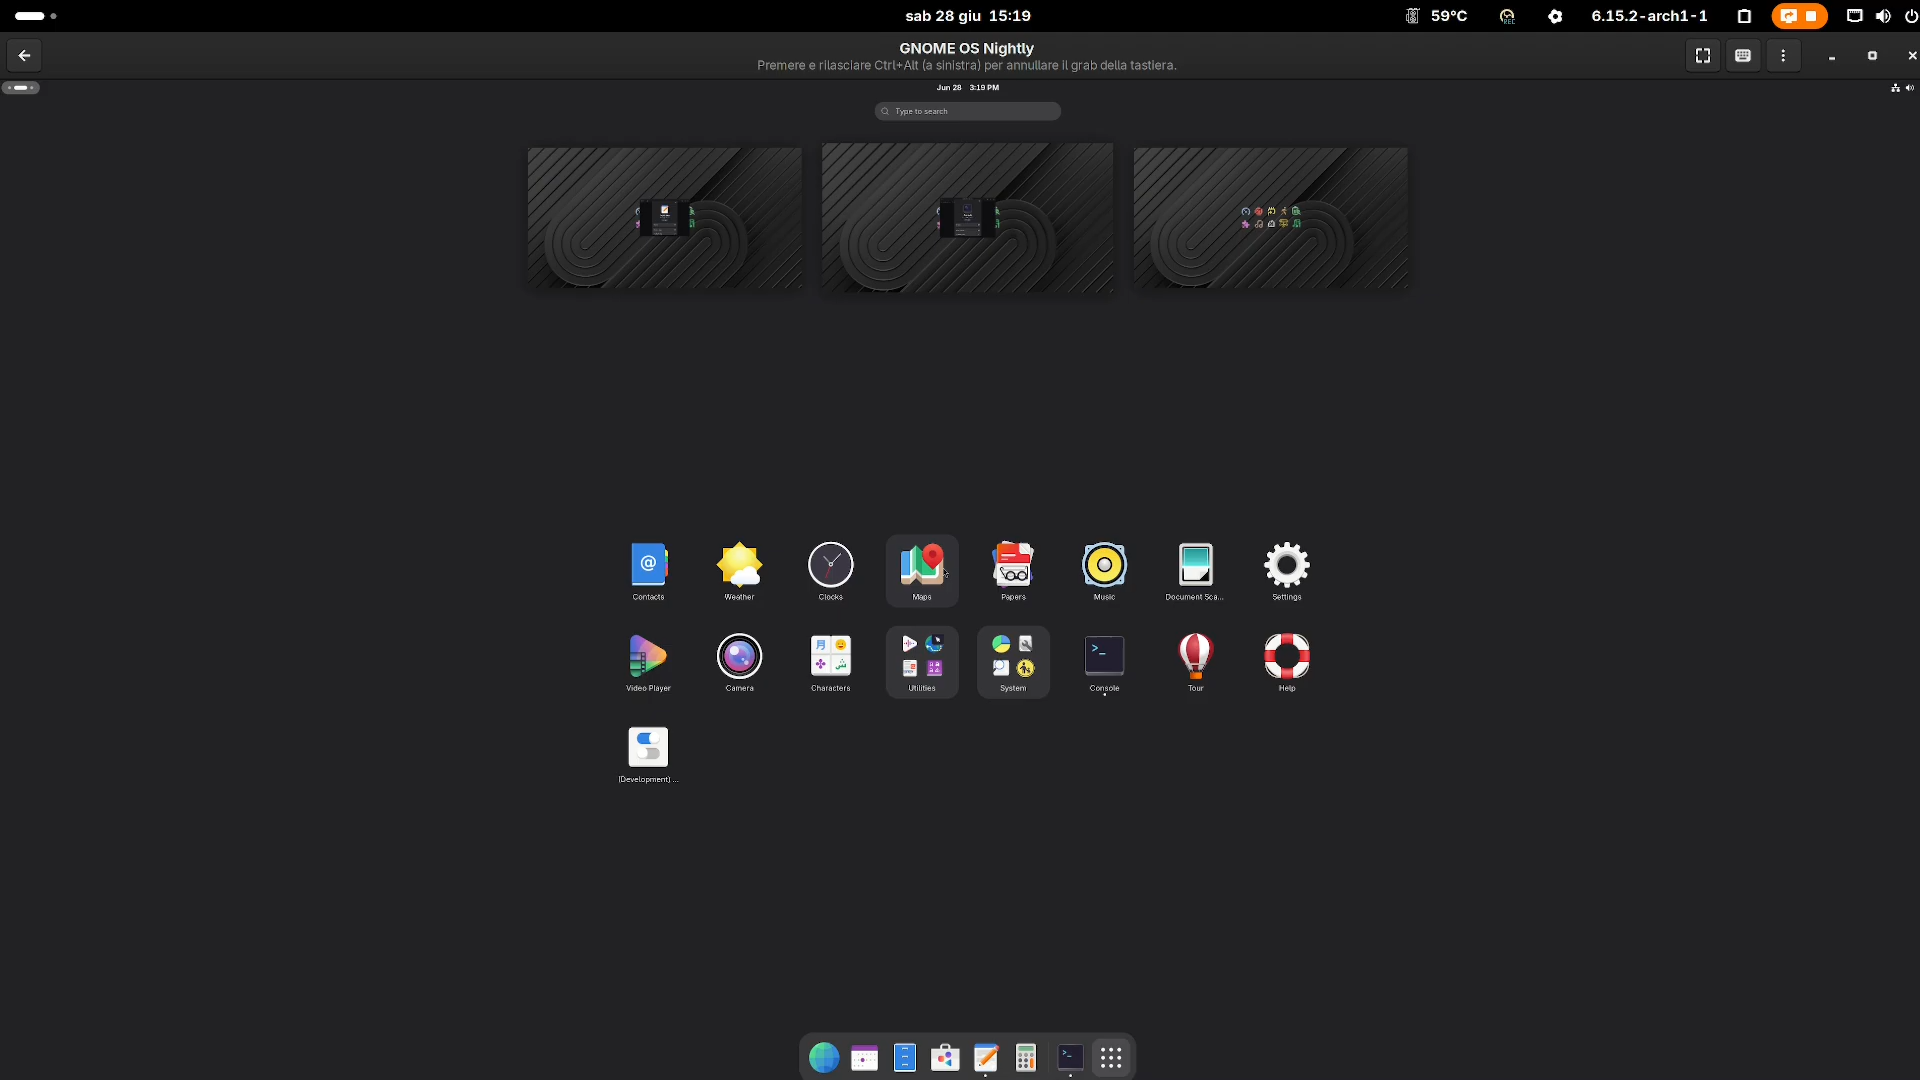 sab 28 giu 15:19
59°C
REC
6.15.2-arch1-1
GNOME OS Nightly
Premere e rilasciare Ctrl+Alt (a sinistra) per annullare il grab della tastiera.
Jun 28 3:19 PM
Type to search
Contacts
Weather
Clocks
Maps
Papers
Music
Document Sca...
Settings
Video Player
Camera
Characters
Utilities
System
Console
Tour
Help
(Development) ...